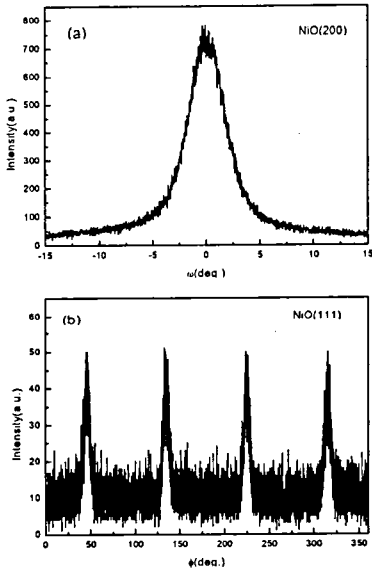 (a)
NiO(200)
800
700
600
500
400
300
200
100
0
Intensity(a u.)
-15 -10 -5 0 5 10 15
ω(deg.)
(b)
NiO(111)
60
50
40
30
20
10
0
Intensity(a.u.)
0 50 100 150 200 250 300 350
ϕ(deg.)